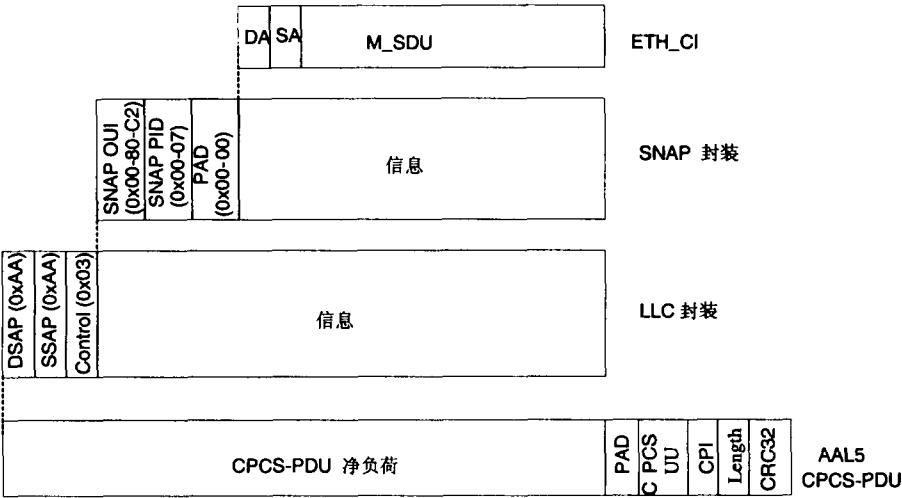 DA
SA
M_SDU
ETH_CI
SNAP OUI
(0x00-80-C2)
SNAP PID
(0x00-07)
PAD
(0x00-00)
信息
SNAP 封装
DSAP (0xAA)
SSAP (0xAA)
Control (0x03)
信息
LLC 封装
CPCS-PDU 净负荷
PAD
C PCS
UU
CPI
Length
CRC32
AAL5
CPCS-PDU